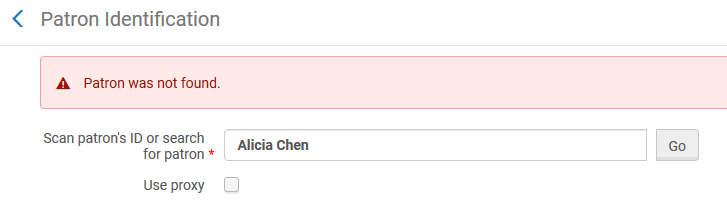 Patron Identification
Patron was not found.
Scan patron's ID or search
for patron *
Alicia Chen
Go
Use proxy